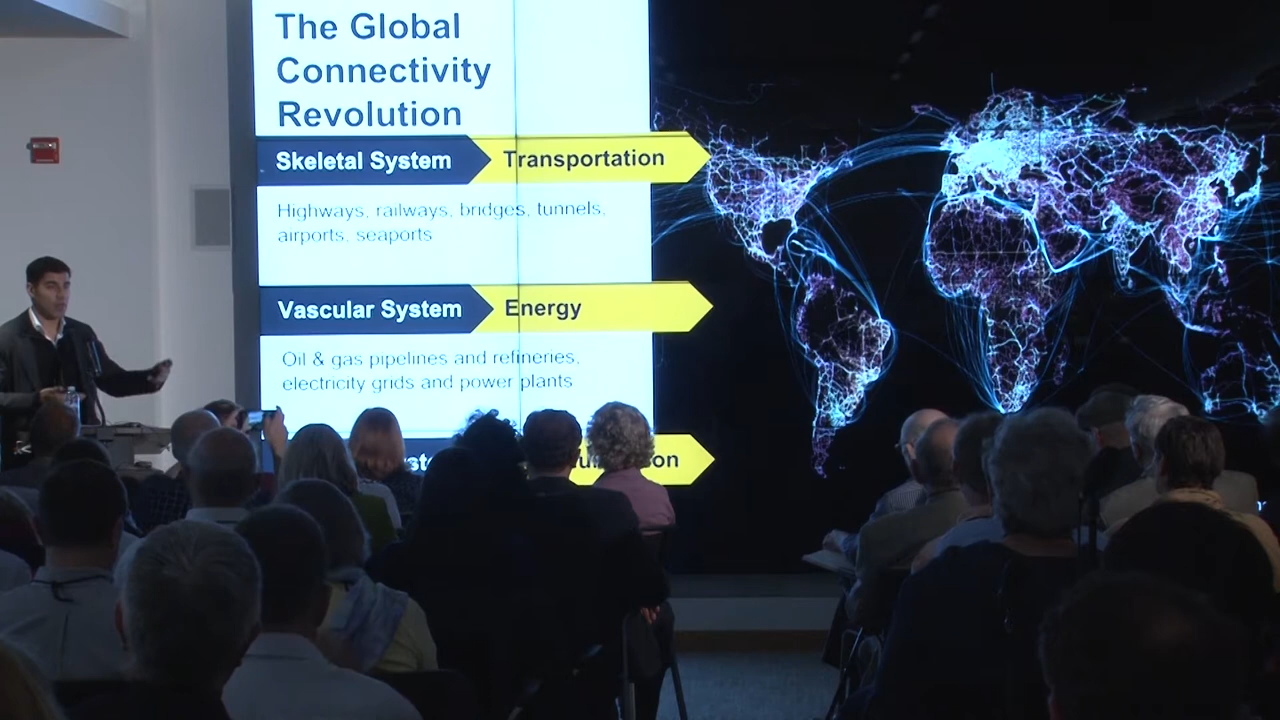 The Global
Connectivity
Revolution
Skeletal System
Transportation
Highways, railways, bridges, tunnels,
airports, seaports
Vascular System
Energy
Oil & gas pipelines and refineries,
electricity grids and power plants